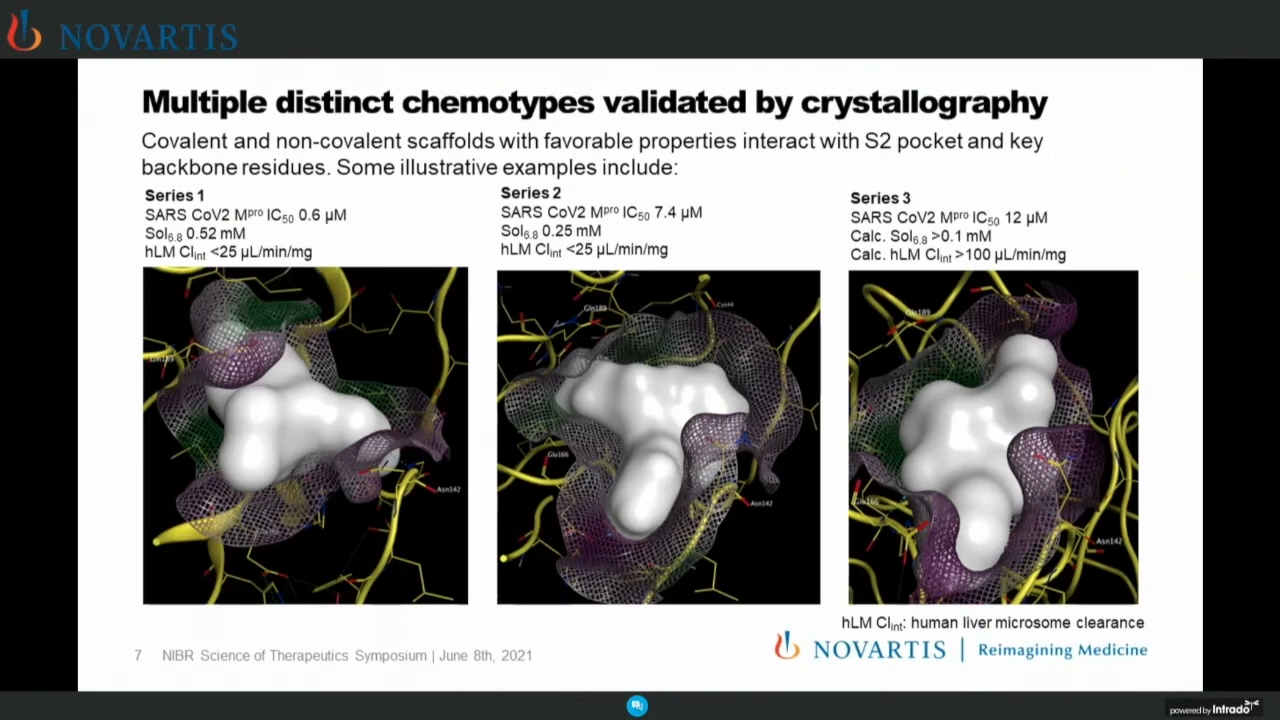 NOVARTIS
Multiple distinct chemotypes validated by crystallography
Covalent and non-covalent scaffolds with favorable properties interact with S2 pocket and key
backbone residues. Some illustrative examples include:
Series 1
SARS CoV2 Mpro IC50 0.6 µM
Sol6.8 0.52 mM
hLM Clint <25 µL/min/mg
Series 2
SARS CoV2 Mpro IC50 7.4 µM
Sol6.8 0.25 mM
hLM Clint <25 µL/min/mg
Series 3
SARS CoV2 Mpro IC50 12 µM
Calc. Sol6.8 >0.1 mM
Calc. hLM Clint >100 µL/min/mg
Asn142
Gln189
Cys44
Glu166
Asn142
Gln189
Glu166
Asn142
hLM Clint: human liver microsome clearance
7 NIBR Science of Therapeutics Symposium | June 8th, 2021
NOVARTIS | Reimagining Medicine
powered by Intrado